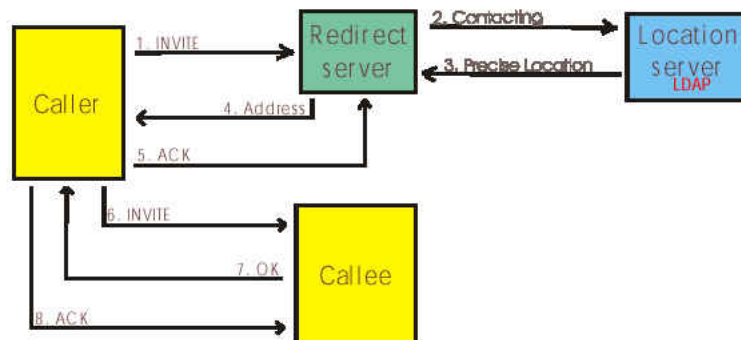 1. INVITE
Redirect
server
2. Contacting
3. Precise Location
Location
server
LDAP
Caller
4. Address
5. ACK
6. INVITE
7. OK
Callee
8. ACK